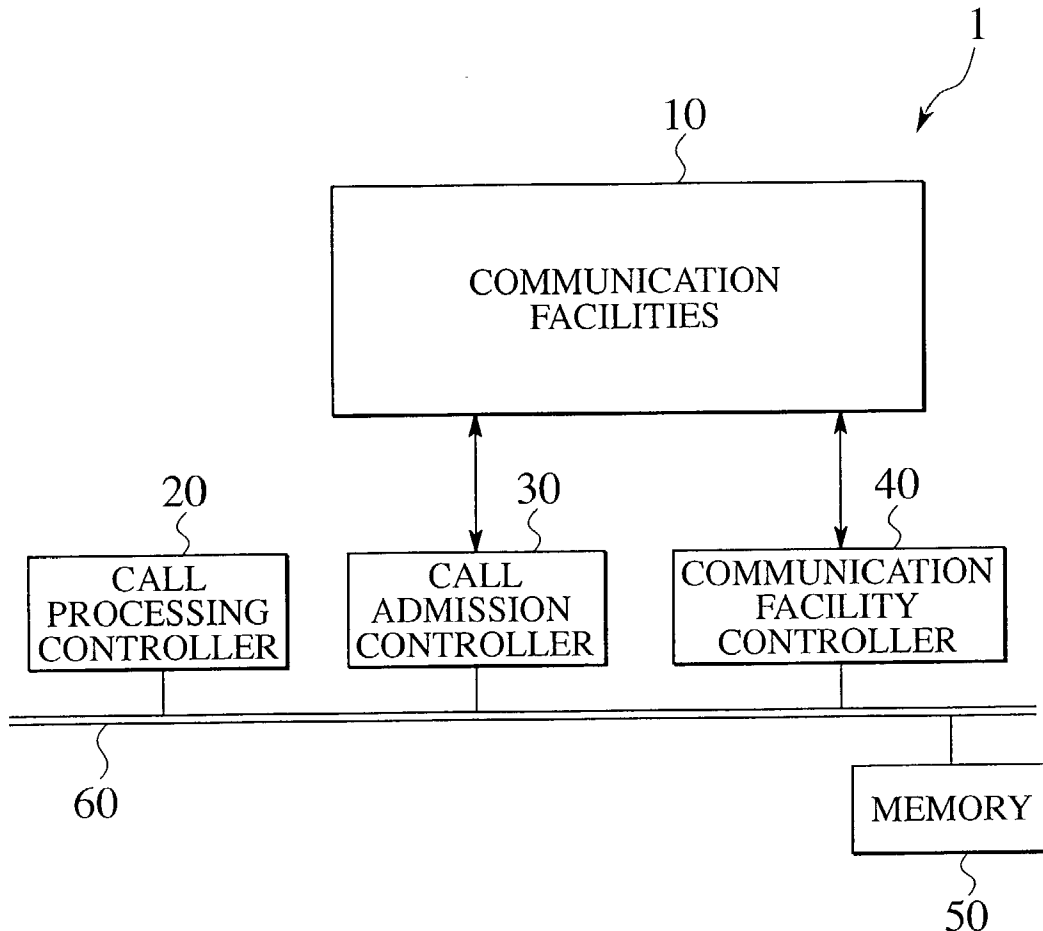 1
10
COMMUNICATION
FACILITIES
20
30
40
CALL
PROCESSING
CONTROLLER
CALL
ADMISSION
CONTROLLER
COMMUNICATION
FACILITY
CONTROLLER
60
MEMORY
50